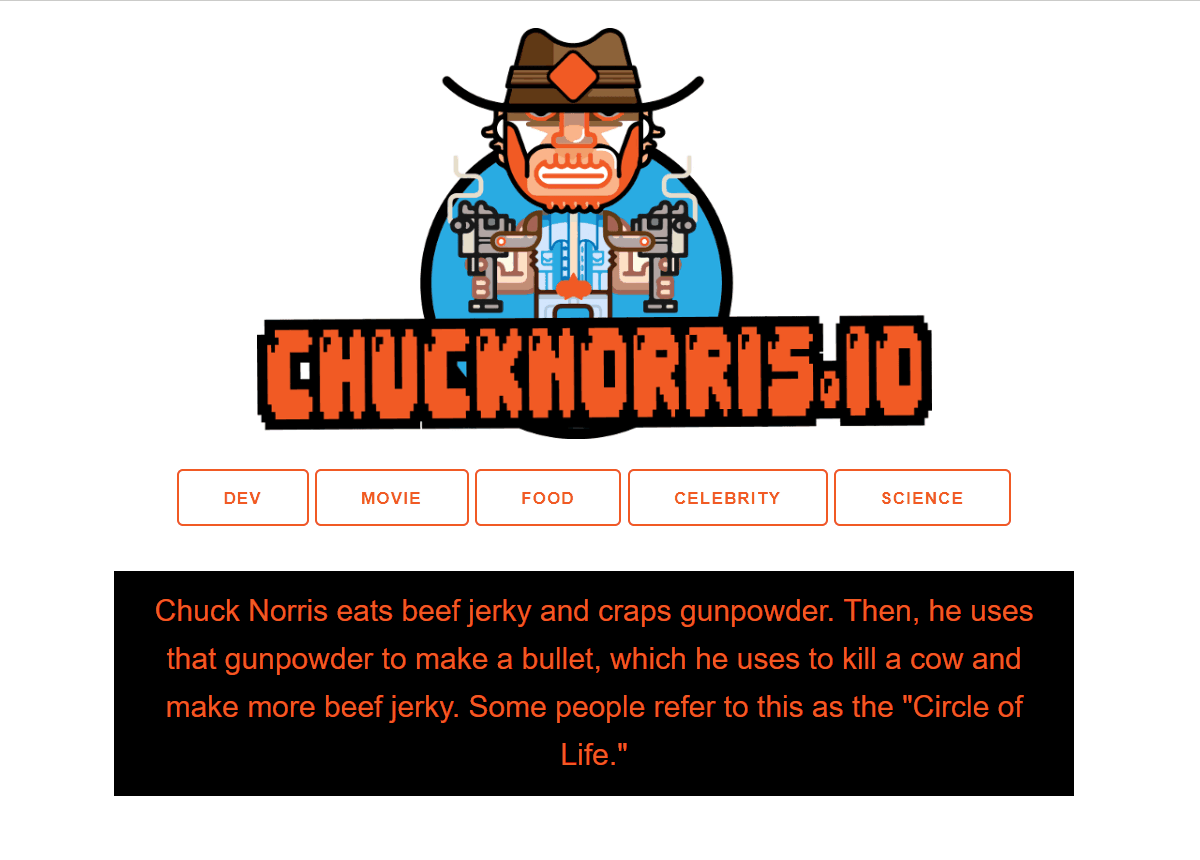 CHUCKNORRIS.IO
DEV
MOVIE
FOOD
CELEBRITY
SCIENCE
Chuck Norris eats beef jerky and craps gunpowder. Then, he uses
that gunpowder to make a bullet, which he uses to kill a cow and
make more beef jerky. Some people refer to this as the "Circle of
Life."